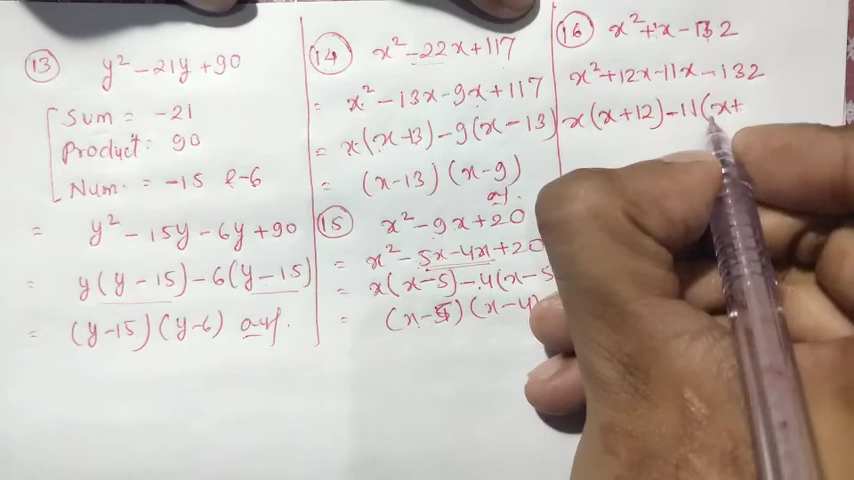 13 y² - 21y + 90
Sum = -21
Product = 90
Num. = -15 & -6
= y² - 15y - 6y + 90
= y(y - 15) - 6(y - 15)
= (y - 15)(y - 6) ans.
14 x² - 22x + 117
= x² - 13x - 9x + 117
= x(x + 3) - 9(x - 13)
= (x - 13)(x - 9)
15 x² - 9x + 20
= x² - 5x - 4x + 20
= x(x - 5) - 4(x - 5
= (x - 5)(x - 4)
16 x² + x - 132
x² + 12x - 11x - 132
x(x + 12) - 11(x +